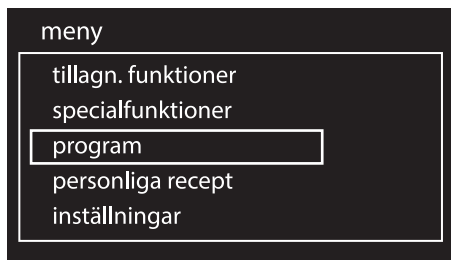 meny
tillagn. funktioner
specialfunktioner
program
personliga recept
inställningar